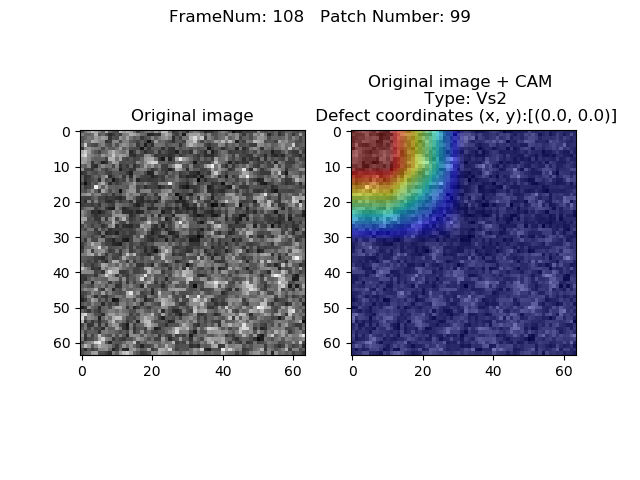 FrameNum: 108   Patch Number: 99
Original image
Original image + CAM
Type: Vs2
Defect coordinates (x, y):[(0.0, 0.0)]
0
10
20
30
40
50
60
0 20 40 60
0
10
20
30
40
50
60
0 20 40 60